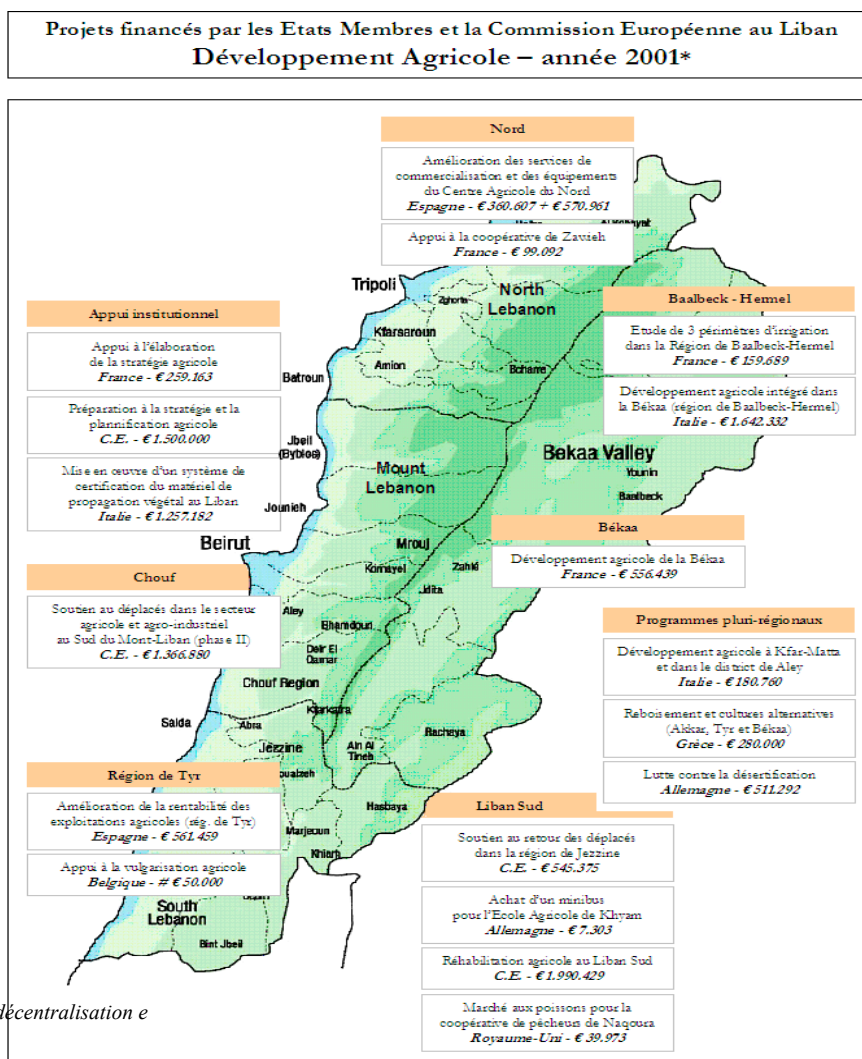 Projets financés par les Etats Membres et la Commission Européenne au Liban
Développement Agricole – année 2001*
Nord
Amélioration des services de
commercialisation et des équipements
du Centre Agricole du Nord
Espagne - € 360.607 + € 570.961
Appui à la coopérative de Zavieh
France - € 99.092
Tripoli
Zghorta
North
Lebanon
Kfarsaroun
Amion
Bcharre
Batroun
Appui institutionnel
Appui à l'élaboration
de la stratégie agricole
France - € 259.163
Préparation à la stratégie et la
plannification agricole
C.E. - € 1.500.000
Mise en œuvre d'un système de
certification du matériel de
propagation végétal au Liban
Italie - € 1.257.182
Baalbeck - Hermel
Etude de 3 périmètres d'irrigation
dans la Région de Baalbeck-Hermel
France - € 159.689
Développement agricole intégré dans
la Békaa (région de Baalbeck-Hermel)
Italie - € 1.642.332
Jbeil
(Byblos)
Mount
Lebanon
Bekaa Valley
Younin
Baalbeck
Jounieh
Beirut
Mrouj
Kornayel
Zahlé
Jdita
Békaa
Développement agricole de la Békaa
France - € 556.439
Chouf
Soutien au déplacés dans le secteur
agricole et agro-industriel
au Sud du Mont-Liban (phase II)
C.E. - € 1.366.880
Aley
Bhamdoun
Deir El
Qamar
Chouf Region
Programmes pluri-régionaux
Développement agricole à Kfar-Matta
et dans le district de Aley
Italie - € 180.760
Reboisement et cultures alternatives
(Akkar, Tyr et Békaa)
Grèce - € 280.000
Lutte contre la désertification
Allemagne - € 511.292
Saida
Abra
Jezzine
Ain Al
Tineh
Rachaya
Hasbaya
Région de Tyr
Amélioration de la rentabilité des
exploitations agricoles (rég. de Tyr)
Espagne - € 561.459
Appui à la vulgarisation agricole
Belgique - # € 50.000
Marjeoun
Khiam
South
Lebanon
Bint Jbeil
Liban Sud
Soutien au retour des déplacés
dans la région de Jezzine
C.E. - € 545.375
Achat d'un minibus
pour l'Ecole Agricole de Khyam
Allemagne - € 7.303
Réhabilitation agricole au Liban Sud
C.E. - € 1.990.429
Marché aux poissons pour la
coopérative de pêcheurs de Naqoura
Royaume-Uni - € 39.973
décentralisation e